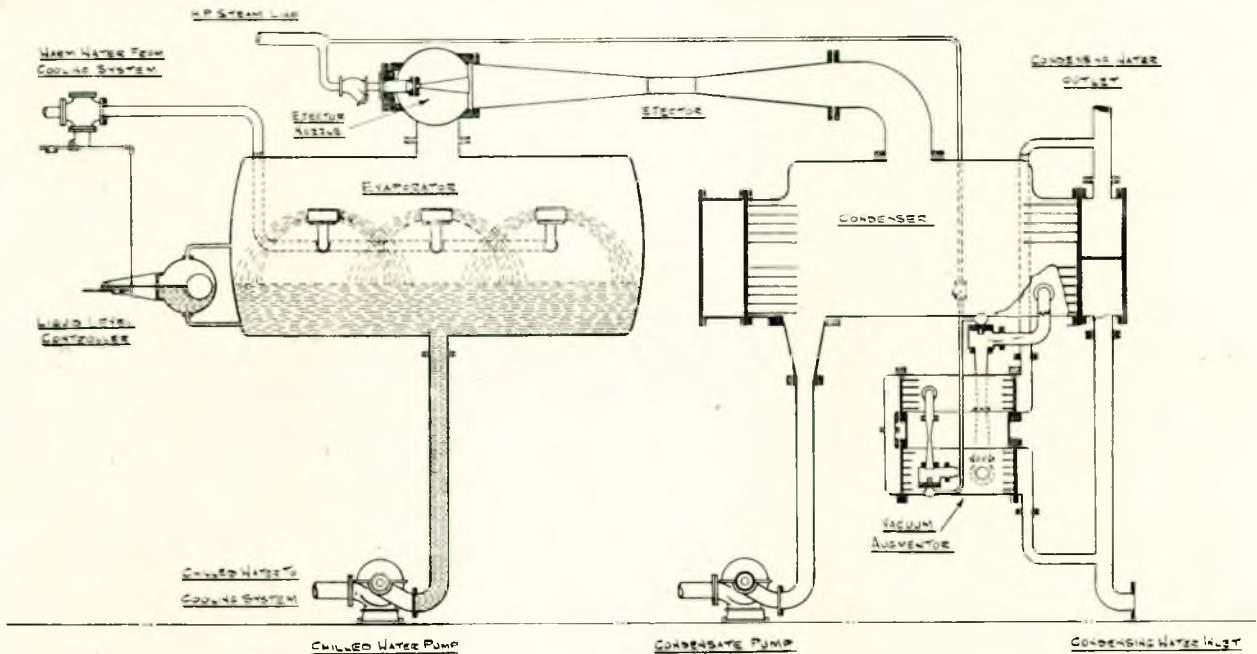 H.P. STEAM LINE
WARM WATER FROM
COOLING SYSTEM
EJECTOR
NOZZLE
EJECTOR
CONDENSING WATER
OUTLET
EVAPORATOR
CONDENSER
LIQUID LEVEL
CONTROLLER
VACUUM
AUGMENTOR
CHILLED WATER TO
COOLING SYSTEM
CHILLED WATER PUMP
CONDENSATE PUMP
CONDENSING WATER INLET